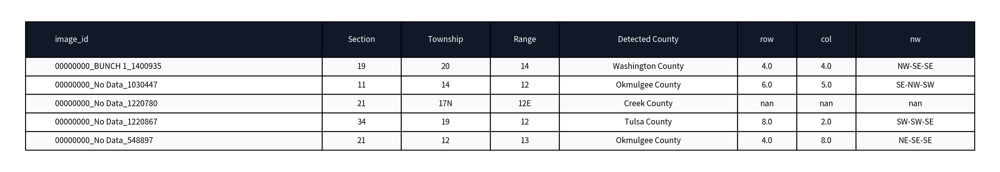 image_id Section Township Range Detected County row col nw
00000000_BUNCH 1_1400935 19 20 14 Washington County 4.0 4.0 NW-SE-SE
00000000_No Data_1030447 11 14 12 Okmulgee County 6.0 5.0 SE-NW-SW
00000000_No Data_1220780 21 17N 12E Creek County nan nan nan
00000000_No Data_1220867 34 19 12 Tulsa County 8.0 2.0 SW-SW-SE
00000000_No Data_548897 21 12 13 Okmulgee County 4.0 8.0 NE-SE-SE